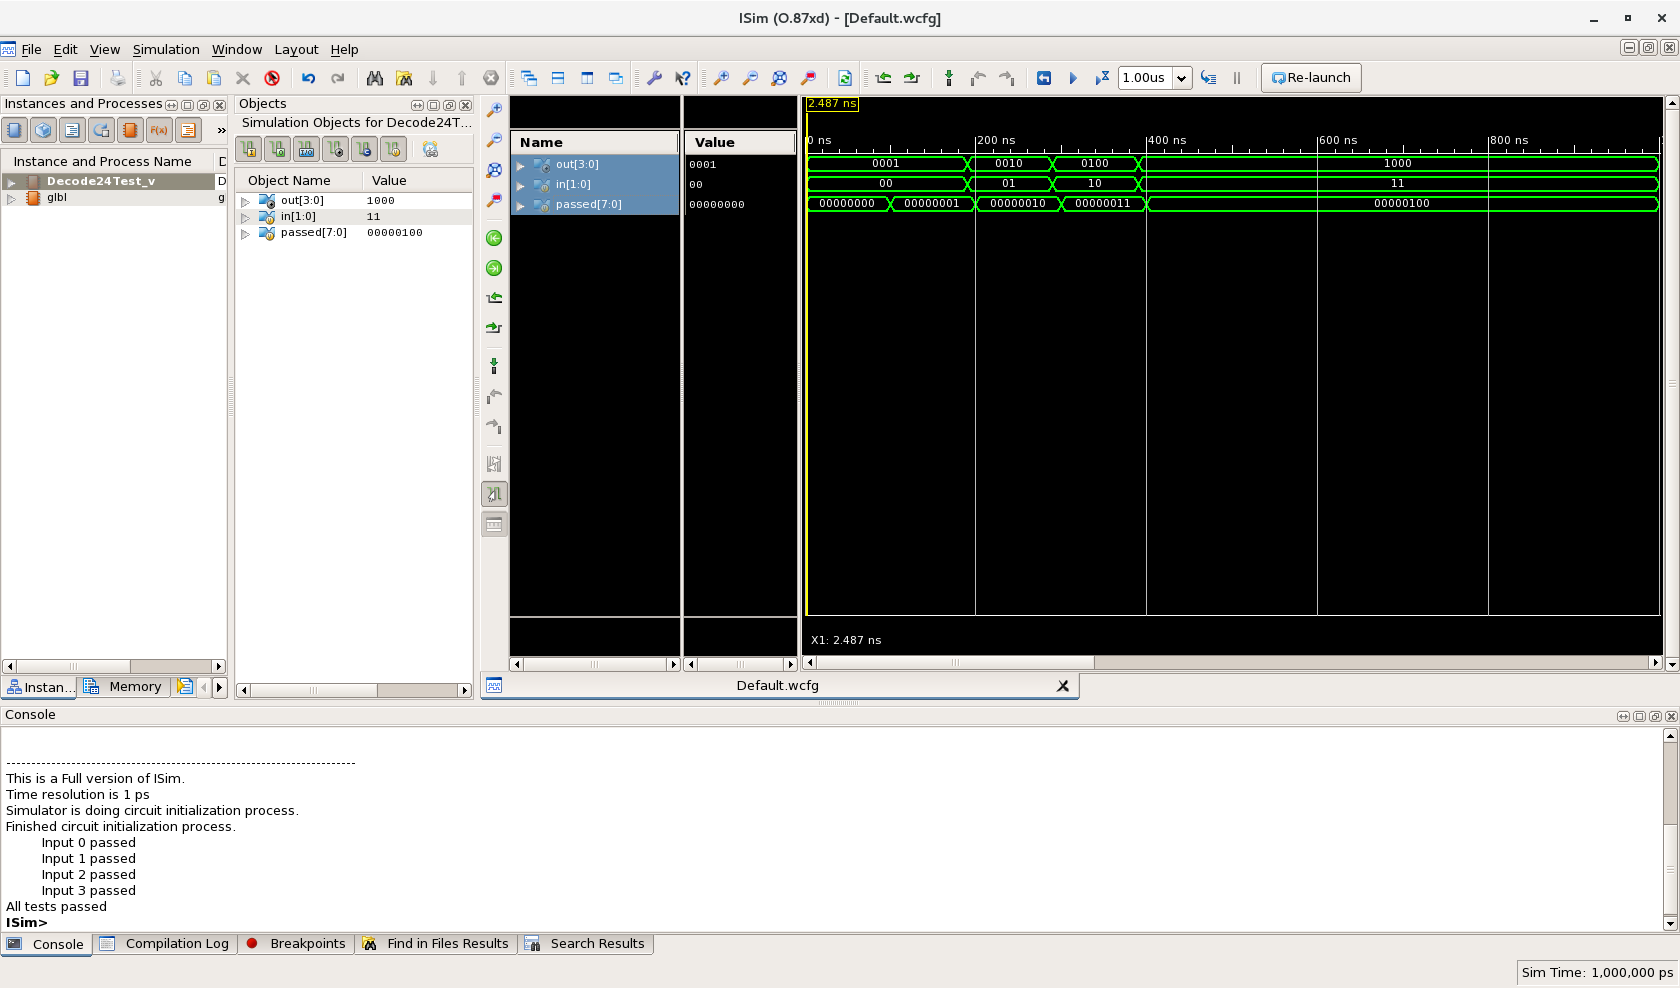 ISim (O.87xd) - [Default.wcfg]
File Edit View Simulation Window Layout Help
1.00us
Re-launch
Instances and Processes
»
Instance and Process Name D
Decode24Test_v D
glbl g
Instan... Memory
Objects
Simulation Objects for Decode24T...
Object Name Value
out[3:0] 1000
in[1:0] 11
passed[7:0] 00000100
Name Value
out[3:0] 0001
in[1:0] 00
passed[7:0] 00000000
2.487 ns
0 ns 200 ns 400 ns 600 ns 800 ns
0001 0010 0100 1000
00 01 10 11
00000000 00000001 00000010 00000011 00000100
X1: 2.487 ns
Default.wcfg
Console
------------------------------------------------------------------------
This is a Full version of ISim.
Time resolution is 1 ps
Simulator is doing circuit initialization process.
Finished circuit initialization process.
Input 0 passed
Input 1 passed
Input 2 passed
Input 3 passed
All tests passed
ISim>
Console Compilation Log Breakpoints Find in Files Results Search Results
Sim Time: 1,000,000 ps